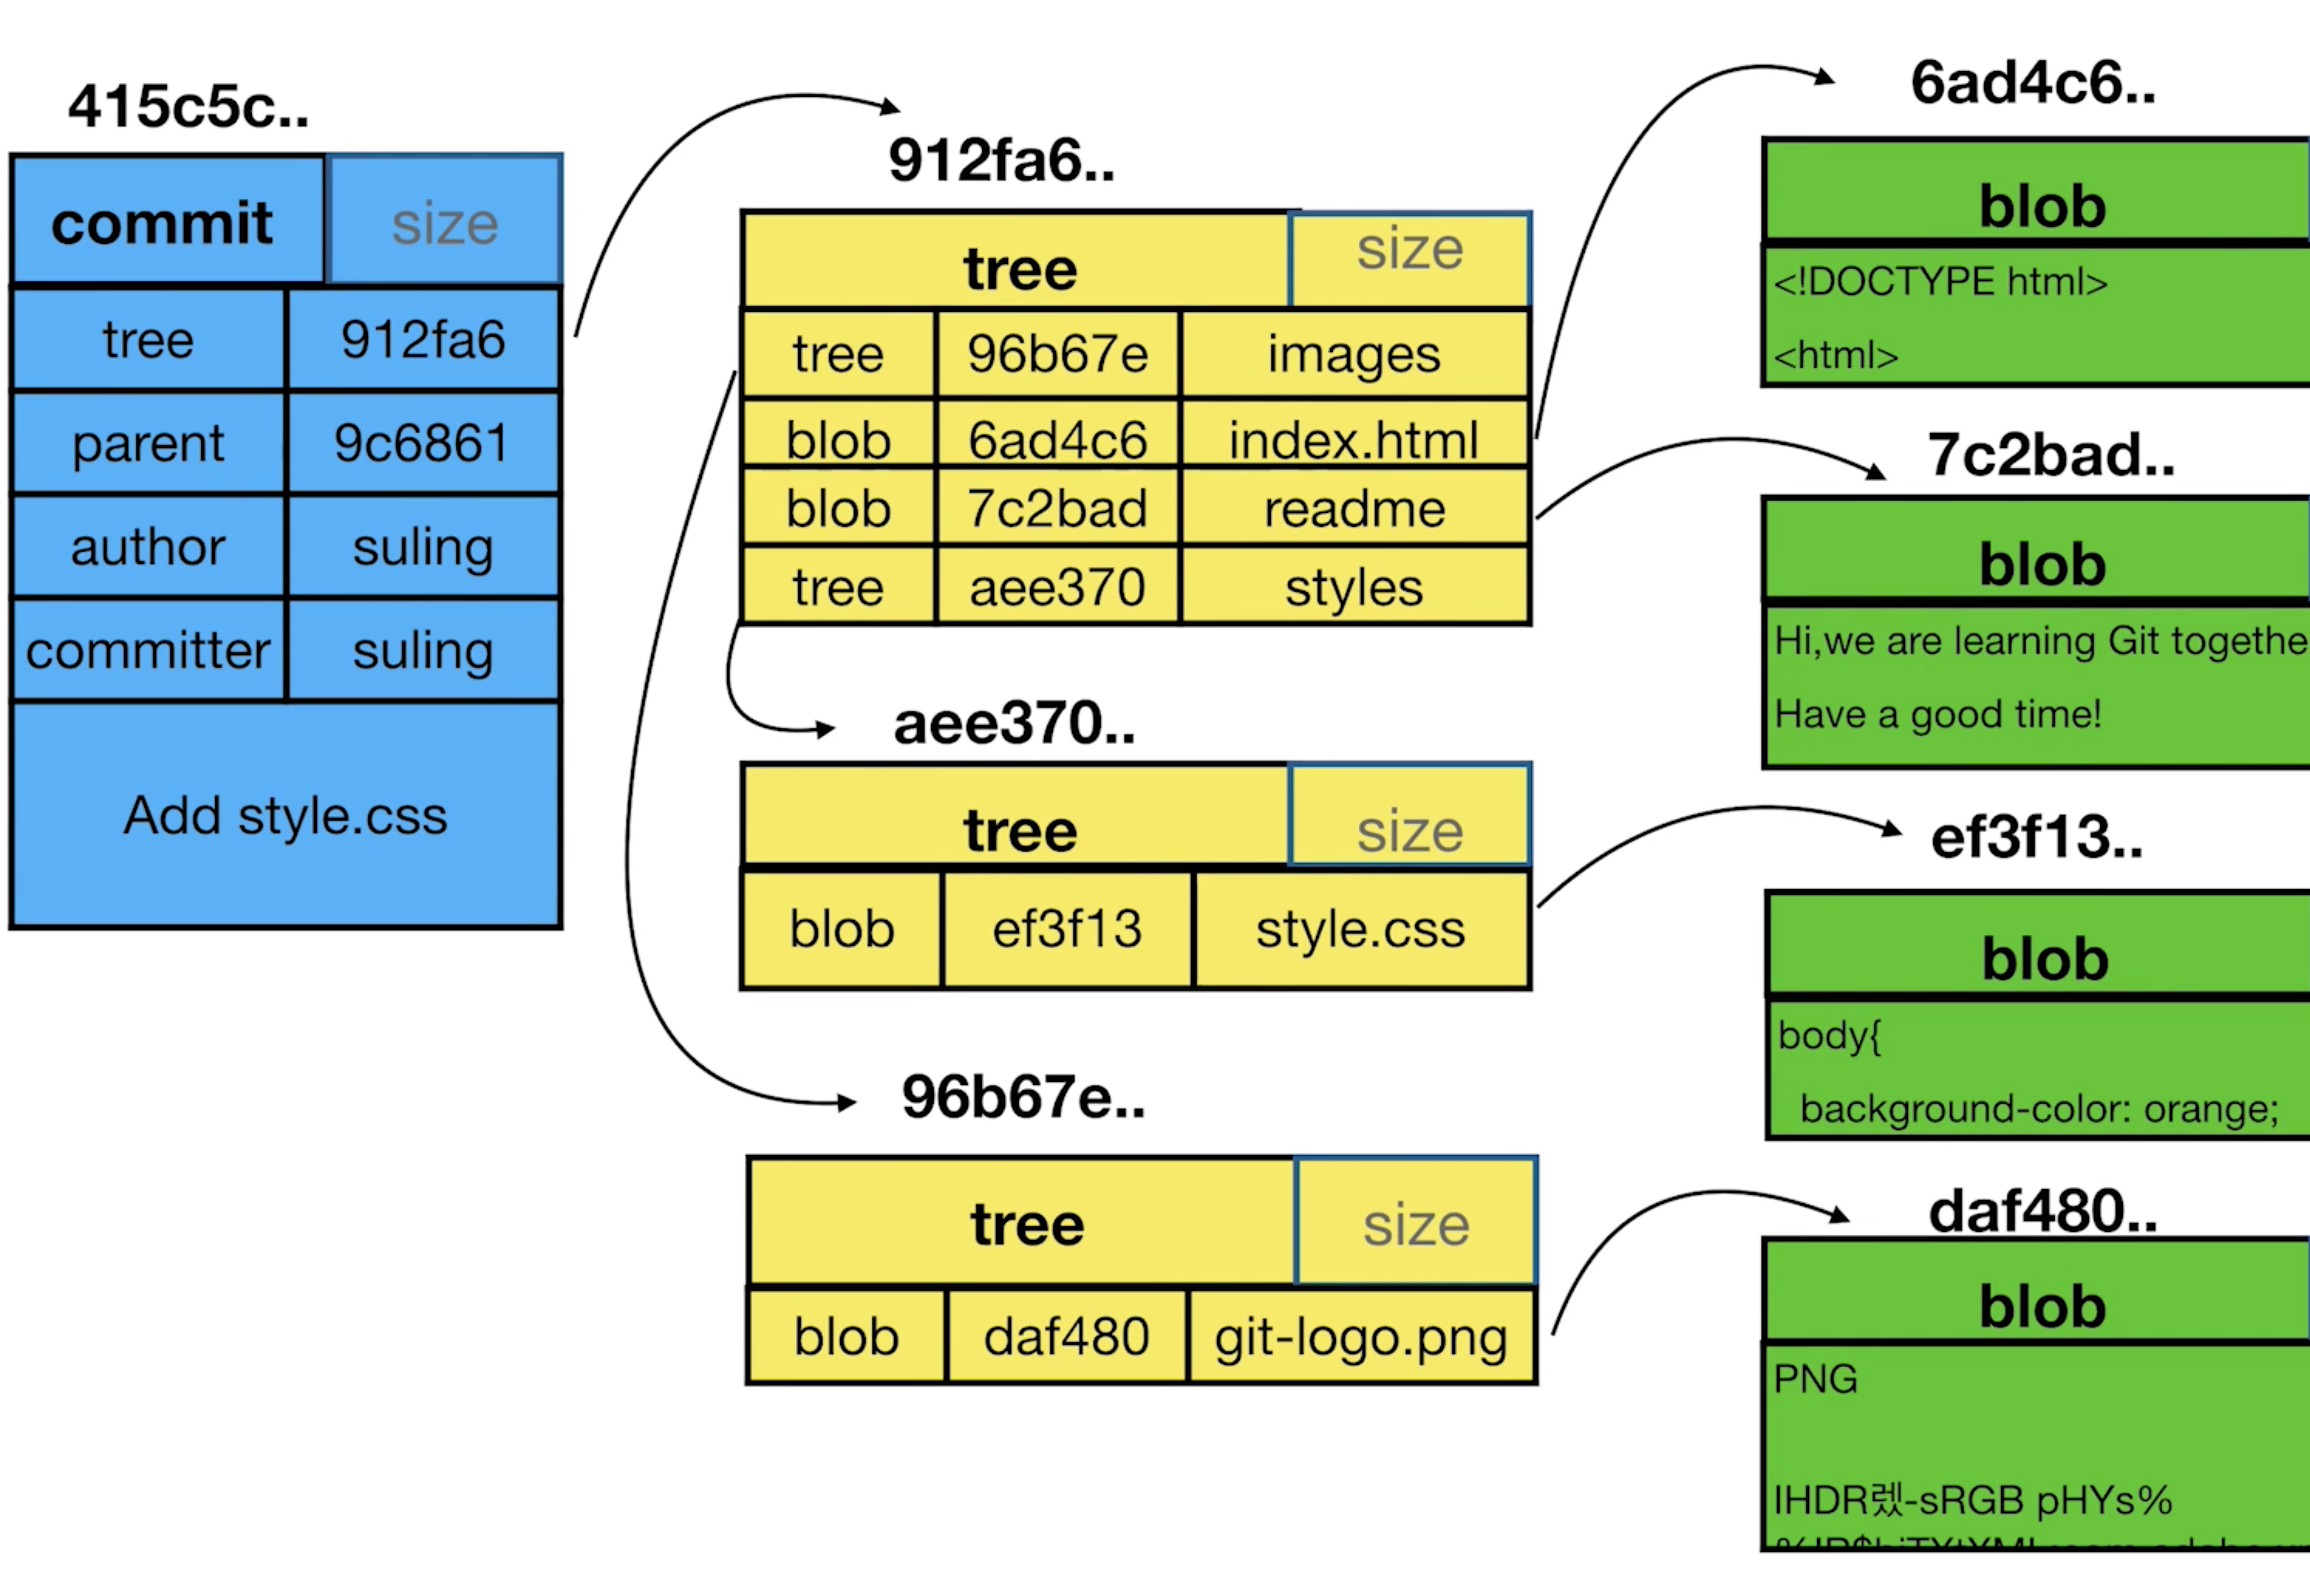 415c5c..
commit size
tree 912fa6
parent 9c6861
author suling
committer suling
Add style.css
912fa6..
tree size
tree 96b67e images
blob 6ad4c6 index.html
blob 7c2bad readme
tree aee370 styles
aee370..
tree size
blob ef3f13 style.css
96b67e..
tree size
blob daf480 git-logo.png
6ad4c6..
blob
<!DOCTYPE html>
<html>
7c2bad..
blob
Hi,we are learning Git togethe
Have a good time!
ef3f13..
blob
body{
background-color: orange;
daf480..
blob
PNG
IHDR렜-sRGB pHYs%